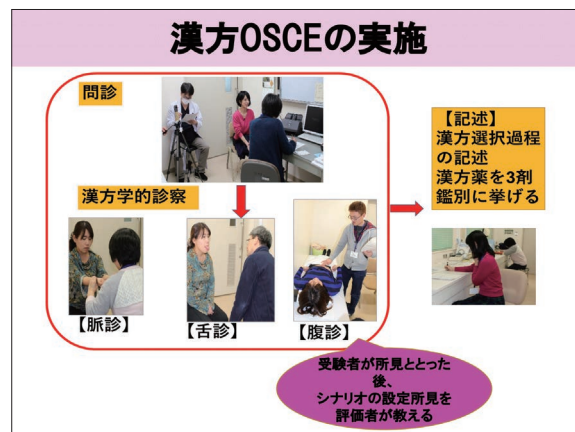 漢方OSCEの実施
問診
漢方学的診察
【脈診】
【舌診】
【腹診】
【記述】
漢方選択過程
の記述
漢方薬を3剤
鑑別に挙げる
受験者が所見ととった
後、
シナリオの設定所見を
評価者が教える